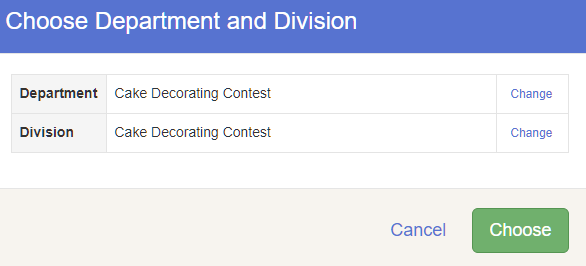 Choose Department and Division
Department Cake Decorating Contest Change
Division Cake Decorating Contest Change
Cancel Choose